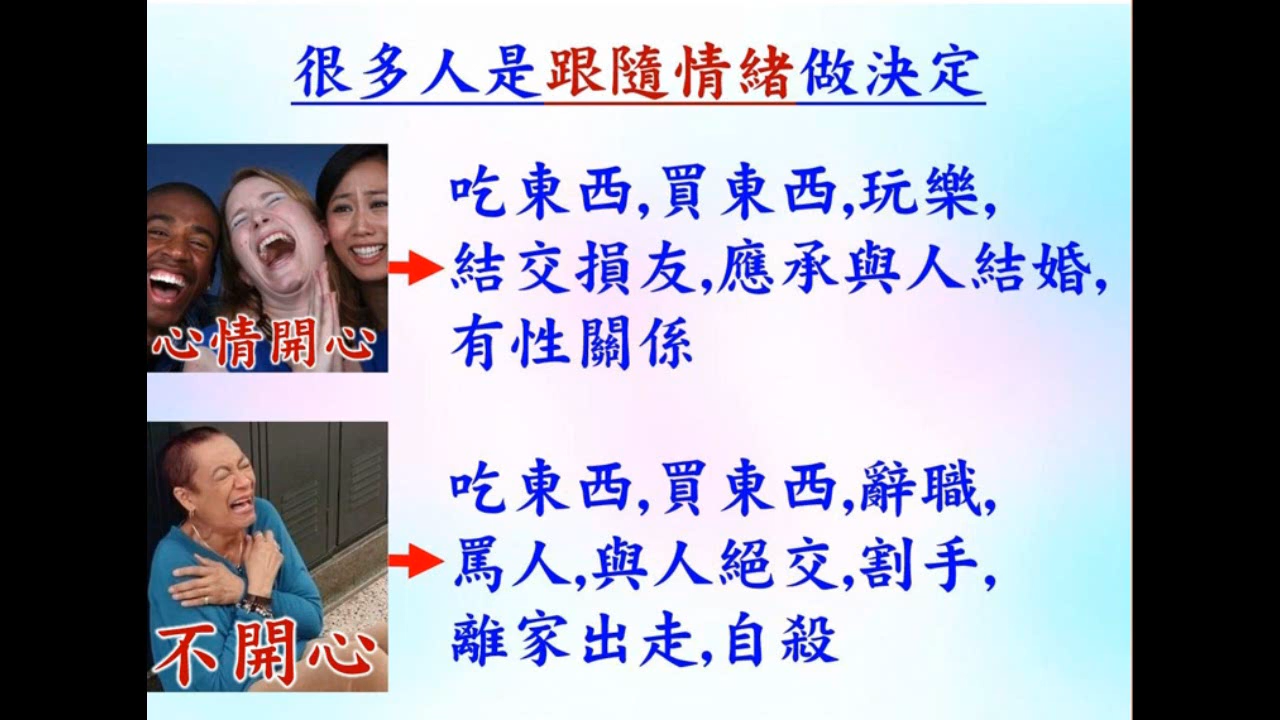 很多人是跟隨情緒做決定
心情開心
吃東西,買東西,玩樂,
結交損友,應承與人結婚,
有性關係
不開心
吃東西,買東西,辭職,
罵人,與人絕交,割手,
離家出走,自殺